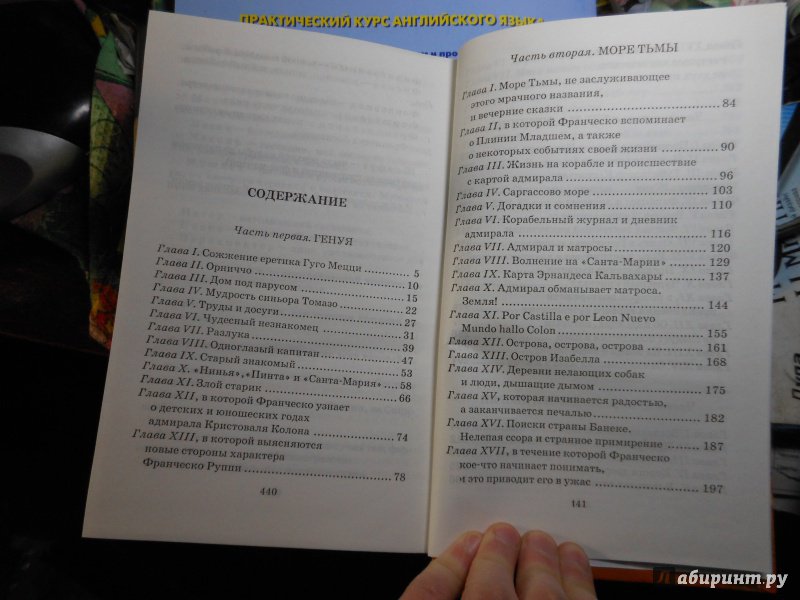 ПРАКТИЧЕСКИЙ КУРС АНГЛИЙСКОГО ЯЗЫК
и про
СОДЕРЖАНИЕ
Часть первая. ГЕНУЯ
Глава I. Сожжение еретика Гуго Мецци ..... 5
Глава II. Орниччо ..... 10
Глава III. Дом под парусом ..... 15
Глава IV. Мудрость синьора Томазо ..... 22
Глава V. Труды и досуги ..... 27
Глава VI. Чудесный незнакомец ..... 31
Глава VII. Разлука ..... 39
Глава VIII. Одноглазый капитан ..... 47
Глава IX. Старый знакомый ..... 53
Глава X. «Нинья», «Пинта» и «Санта-Мария» ..... 58
Глава XI. Злой старик ..... 66
Глава XII, в которой Франческо узнает
о детских и юношеских годах
адмирала Кристоваля Колона ..... 74
Глава XIII, в которой выясняются
новые стороны характера
Франческо Руппи ..... 78
440
Часть вторая. МОРЕ ТЬМЫ
Глава I. Море Тьмы, не заслуживающее
этого мрачного названия,
и вечерние сказки ..... 84
Глава II, в которой Франческо вспоминает
о Плинии Младшем, а также
о некоторых событиях своей жизни ..... 90
Глава III. Жизнь на корабле и происшествие
с картой адмирала ..... 96
Глава IV. Саргассово море ..... 103
Глава V. Догадки и сомнения ..... 110
Глава VI. Корабельный журнал и дневник
адмирала ..... 116
Глава VII. Адмирал и матросы ..... 120
Глава VIII. Волнение на «Санта-Марии» ..... 129
Глава IX. Карта Эрнандеса Кальвахары ..... 137
Глава X. Адмирал обманывает матроса.
Земля! ..... 144
Глава XI. Por Castilla e por Leon Nuevo
Mundo hallo Colon ..... 155
Глава XII. Острова, острова, острова ..... 161
Глава XIII. Остров Изабелла ..... 168
Глава XIV. Деревни нелающих собак
и люди, дышащие дымом ..... 175
Глава XV, которая начинается радостью,
а заканчивается печалью ..... 182
Глава XVI. Поиски страны Банеке.
Нелепая ссора и странное примирение ..... 187
Глава XVII, в течение которой Франческо
кое-что начинает понимать,
и это приводит его в ужас ..... 197
441
абиринт.ру